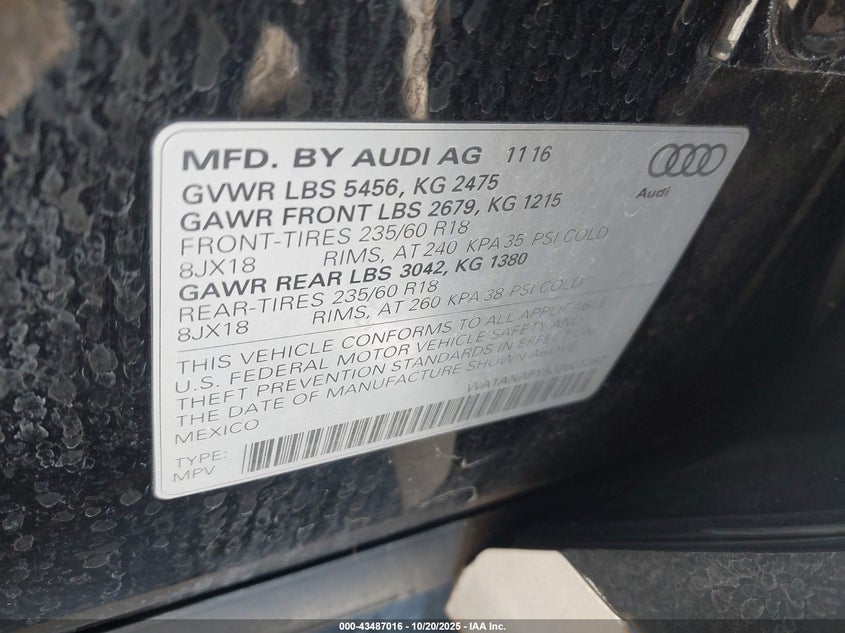 MFD. BY AUDI AG 11 16
GVWR LBS 5456, KG 2475
GAWR FRONT LBS 2679, KG 1215
FRONT-TIRES 235/60 R18
8JX18 RIMS, AT 240 KPA 35 PSI COLD
GAWR REAR LBS 3042, KG 1380
REAR-TIRES 235/60 R18
8JX18 RIMS, AT 260 KPA 38 PSI COLD
THIS VEHICLE CONFORMS TO ALL APPLICABLE
U.S. FEDERAL MOTOR VEHICLE SAFETY AND
THEFT PREVENTION STANDARDS IN EFFECT ON
THE DATE OF MANUFACTURE SHOWN ABOVE.
MEXICO
TYPE:
MPV
Audi
000-43487016 - 10/20/2025 - IAA Inc.